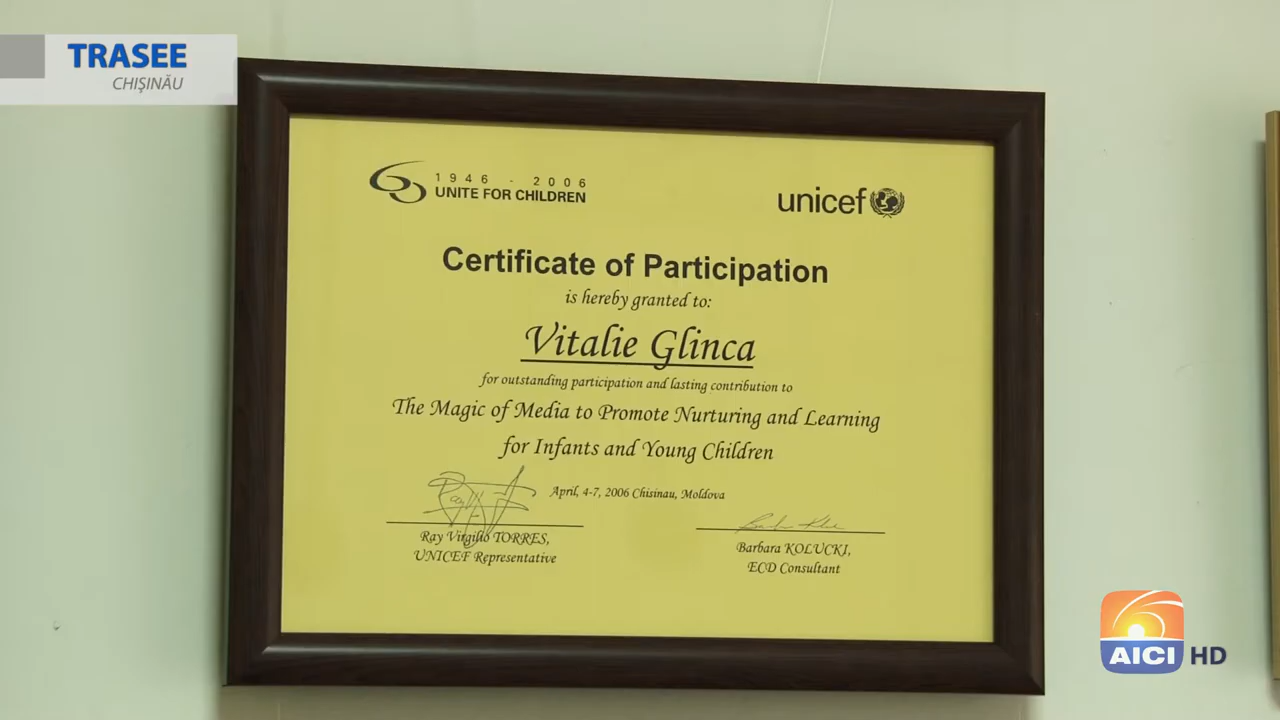 TRASEE
CHIȘINĂU
1946 - 2006
UNITE FOR CHILDREN
unicef
Certificate of Participation
is hereby granted to:
Vitalie Glinca
for outstanding participation and lasting contribution to
The Magic of Media to Promote Nurturing and Learning
for Infants and Young Children
April, 4-7, 2006 Chisinau, Moldova
Ray Virgilio TORRES,
UNICEF Representative
Barbara KOLUCKI,
ECD Consultant
AICI HD